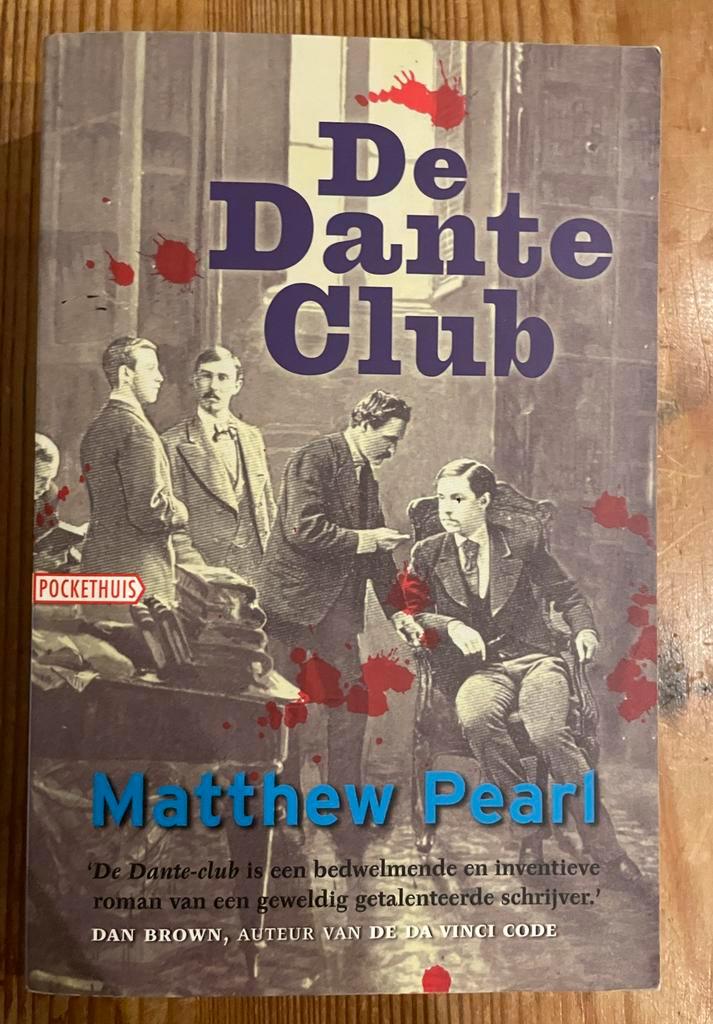 De
Dante
Club
POCKETHUIS
Matthew Pearl
'De Dante-club is een bedwelmende en inventieve
roman van een geweldig getalenteerde schrijver.'
DAN BROWN, AUTEUR VAN DE DA VINCI CODE